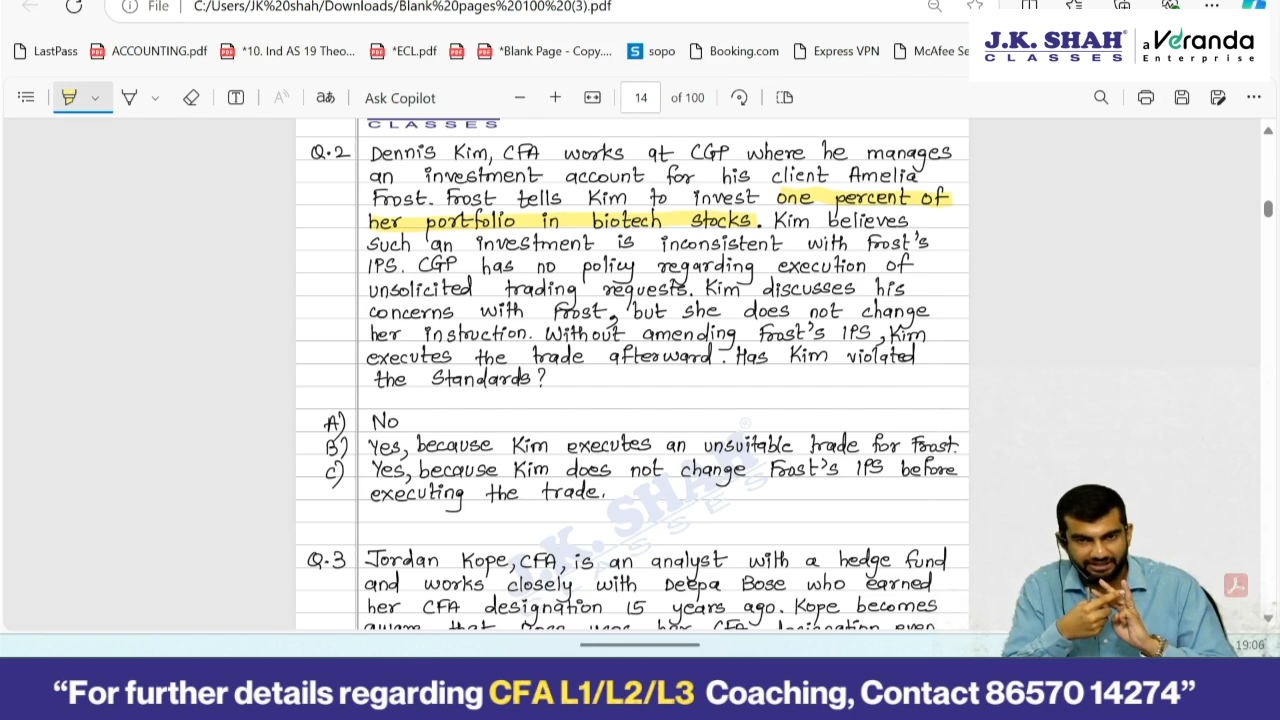 File C:/Users/JK%20shah/Downloads/Blank%20pages%20100%20(3).pdf
J.K. SHAH CLASSES a Veranda Enterprise
LastPass ACCOUNTING.pdf *10. Ind AS 19 Theo... *ECL.pdf *Blank Page - Copy.... sopo Booking.com Express VPN McAfee Se
Ask Copilot 14 of 100
CLASSES
Q.2 Dennis Kim, CFA works at CGP where he manages
an investment account for his client Amelia
Frost. Frost tells Kim to invest one percent of
her portfolio in biotech stocks. Kim believes
such an investment is inconsistent with Frost's
IPS. CGP has no policy regarding execution of
unsolicited trading requests. Kim discusses his
concerns with Frost, but she does not change
her instruction. Without amending Frost's IPS, Kim
executes the trade afterward. Has Kim violated
the Standards?
A) No
B) Yes, because Kim executes an unsuitable trade for Frost.
C) Yes, because Kim does not change Frost's IPS before
executing the trade.
J.K. SHAH
Q.3 Jordan Kope, CFA, is an analyst with a hedge fund
and works closely with Deepa Bose who earned
her CFA designation 15 years ago. Kope becomes
19:06
“For further details regarding CFA L1/L2/L3 Coaching, Contact 86570 14274”